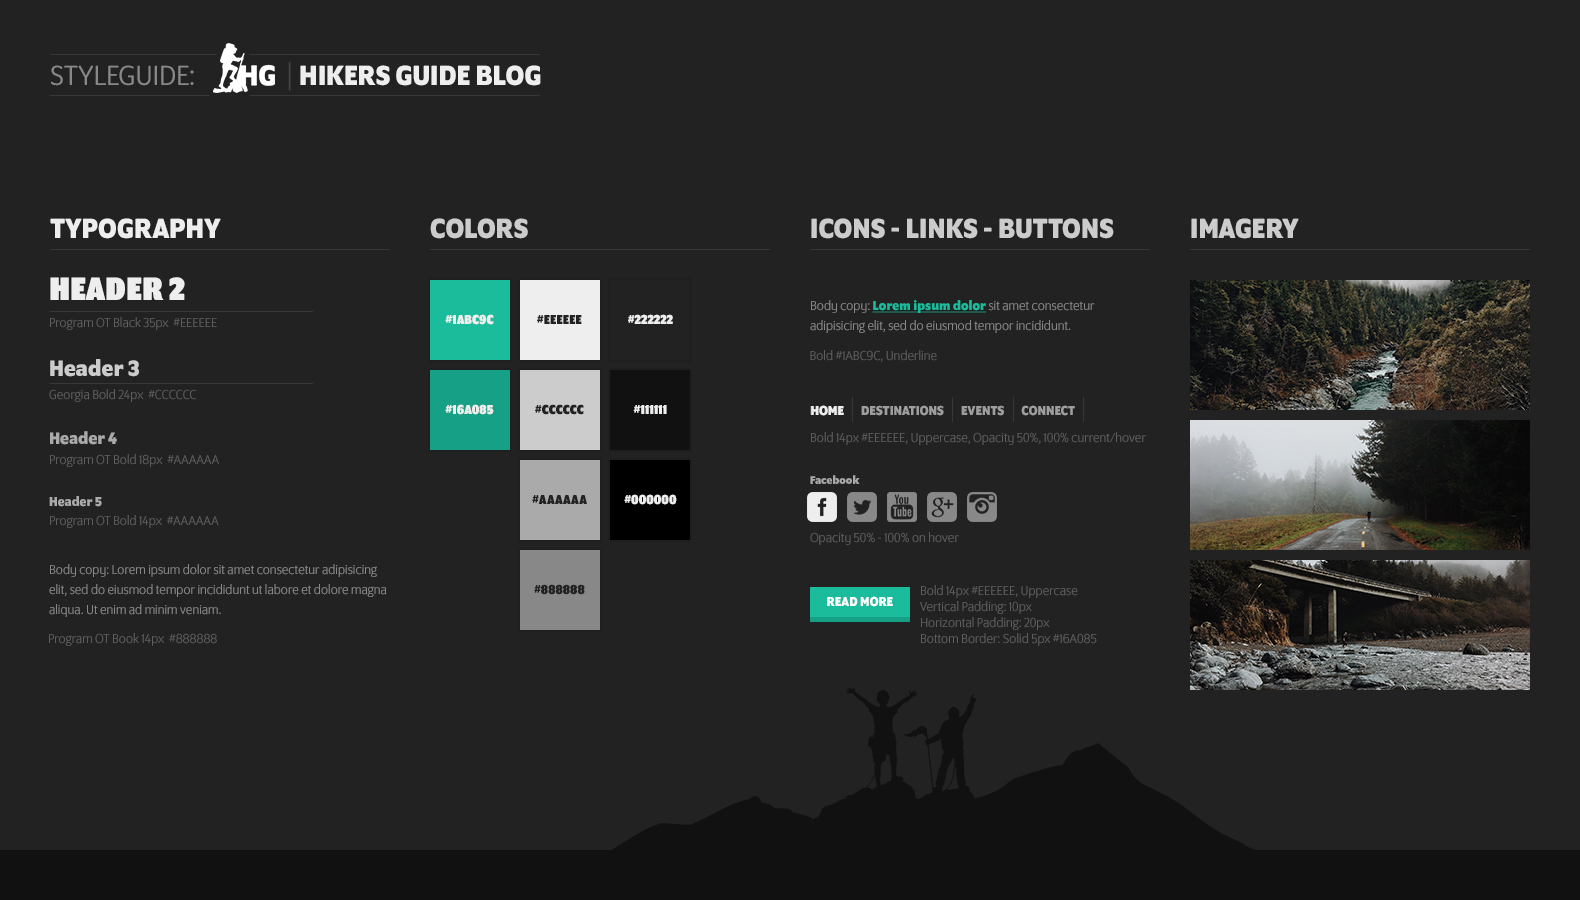 STYLEGUIDE: HG | HIKERS GUIDE BLOG
TYPOGRAPHY
HEADER 2
Program OT Black 35px #EEEEEE
Header 3
Georgia Bold 24px #CCCCCC
Header 4
Program OT Bold 18px #AAAAAA
Header 5
Program OT Bold 14px #AAAAAA
Body copy: Lorem ipsum dolor sit amet consectetur adipisicing
elit, sed do eiusmod tempor incididunt ut labore et dolore magna
aliqua. Ut enim ad minim veniam.
Program OT Book 14px #888888
COLORS
#1ABC9C #EEEEEE #222222
#16A085 #CCCCCC #111111
#AAAAAA #000000
#888888
ICONS - LINKS - BUTTONS
Body copy: Lorem ipsum dolor sit amet consectetur
adipisicing elit, sed do eiusmod tempor incididunt.
Bold #1ABC9C, Underline
HOME DESTINATIONS EVENTS CONNECT
Bold 14px #EEEEEE, Uppercase, Opacity 50%, 100% current/hover
Facebook
f You Tube g+
Opacity 50% - 100% on hover
READ MORE
Bold 14px #EEEEEE, Uppercase
Vertical Padding: 10px
Horizontal Padding: 20px
Bottom Border: Solid 5px #16A085
IMAGERY